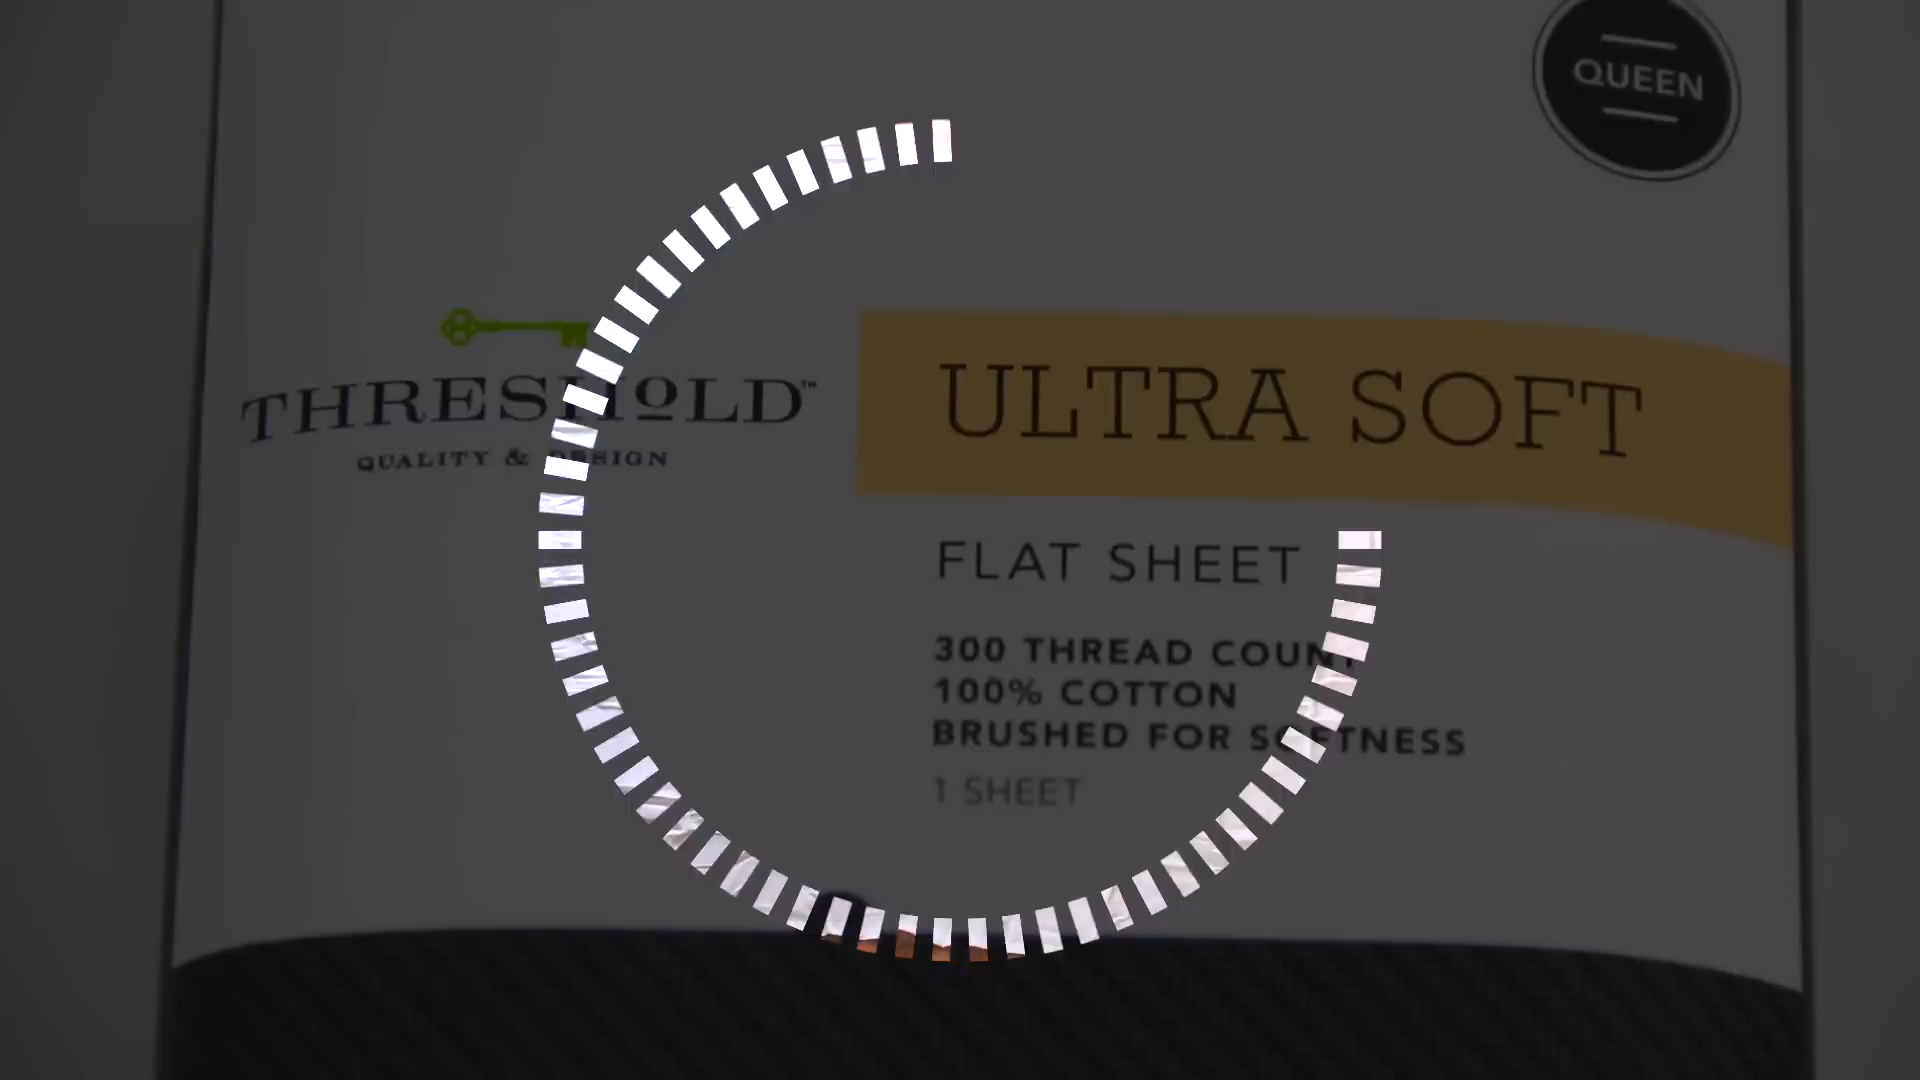 QUEEN
THRESHOLD™
QUALITY & DESIGN
ULTRA SOFT
FLAT SHEET
300 THREAD COUNT
100% COTTON
BRUSHED FOR SOFTNESS
1 SHEET